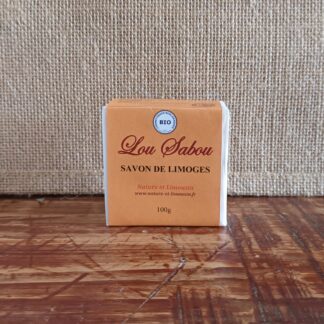 BIO
Lou Sabou
SAVON DE LIMOGES
Nature et Limousin
www.nature-et-limousin.fr
100g